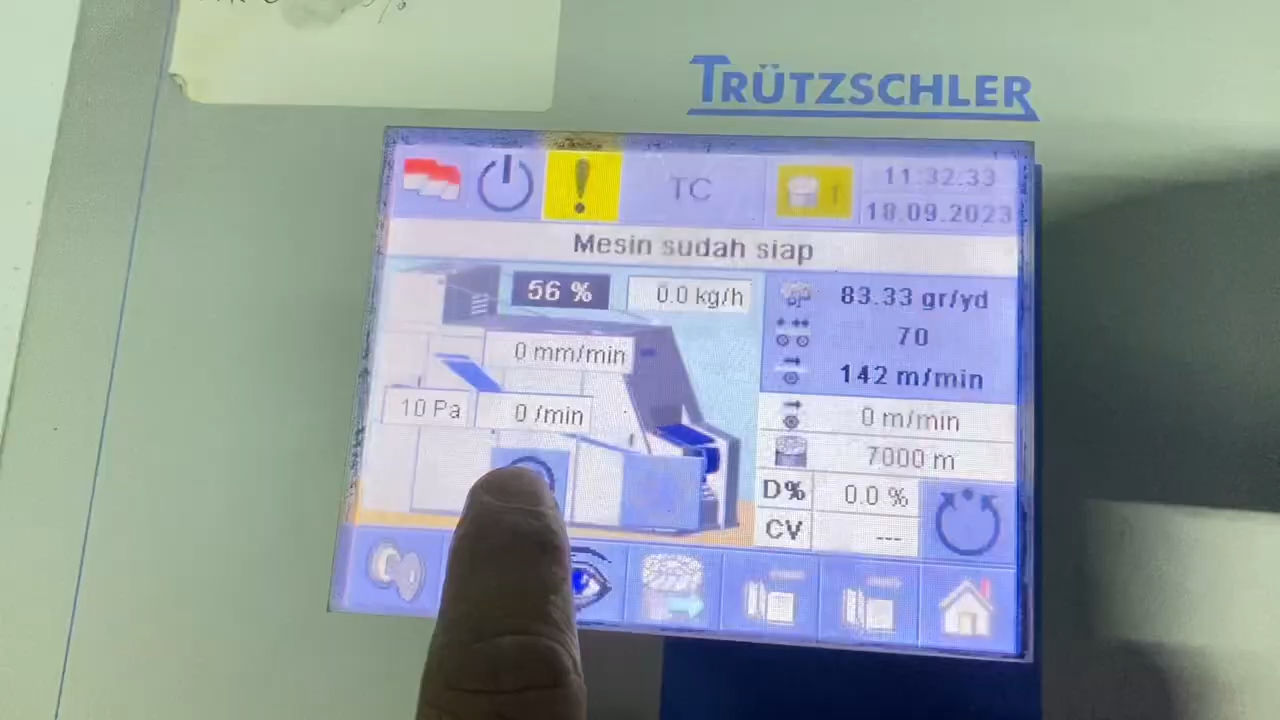 TRÜTZSCHLER
TC
1
11:32:33
18.09.2023
Mesin sudah siap
56 %
0.0 kg/h
83.33 gr/yd
0 mm/min
70
142 m/min
10 Pa
0 /min
0 m/min
7000 m
D%
0.0 %
CV
---